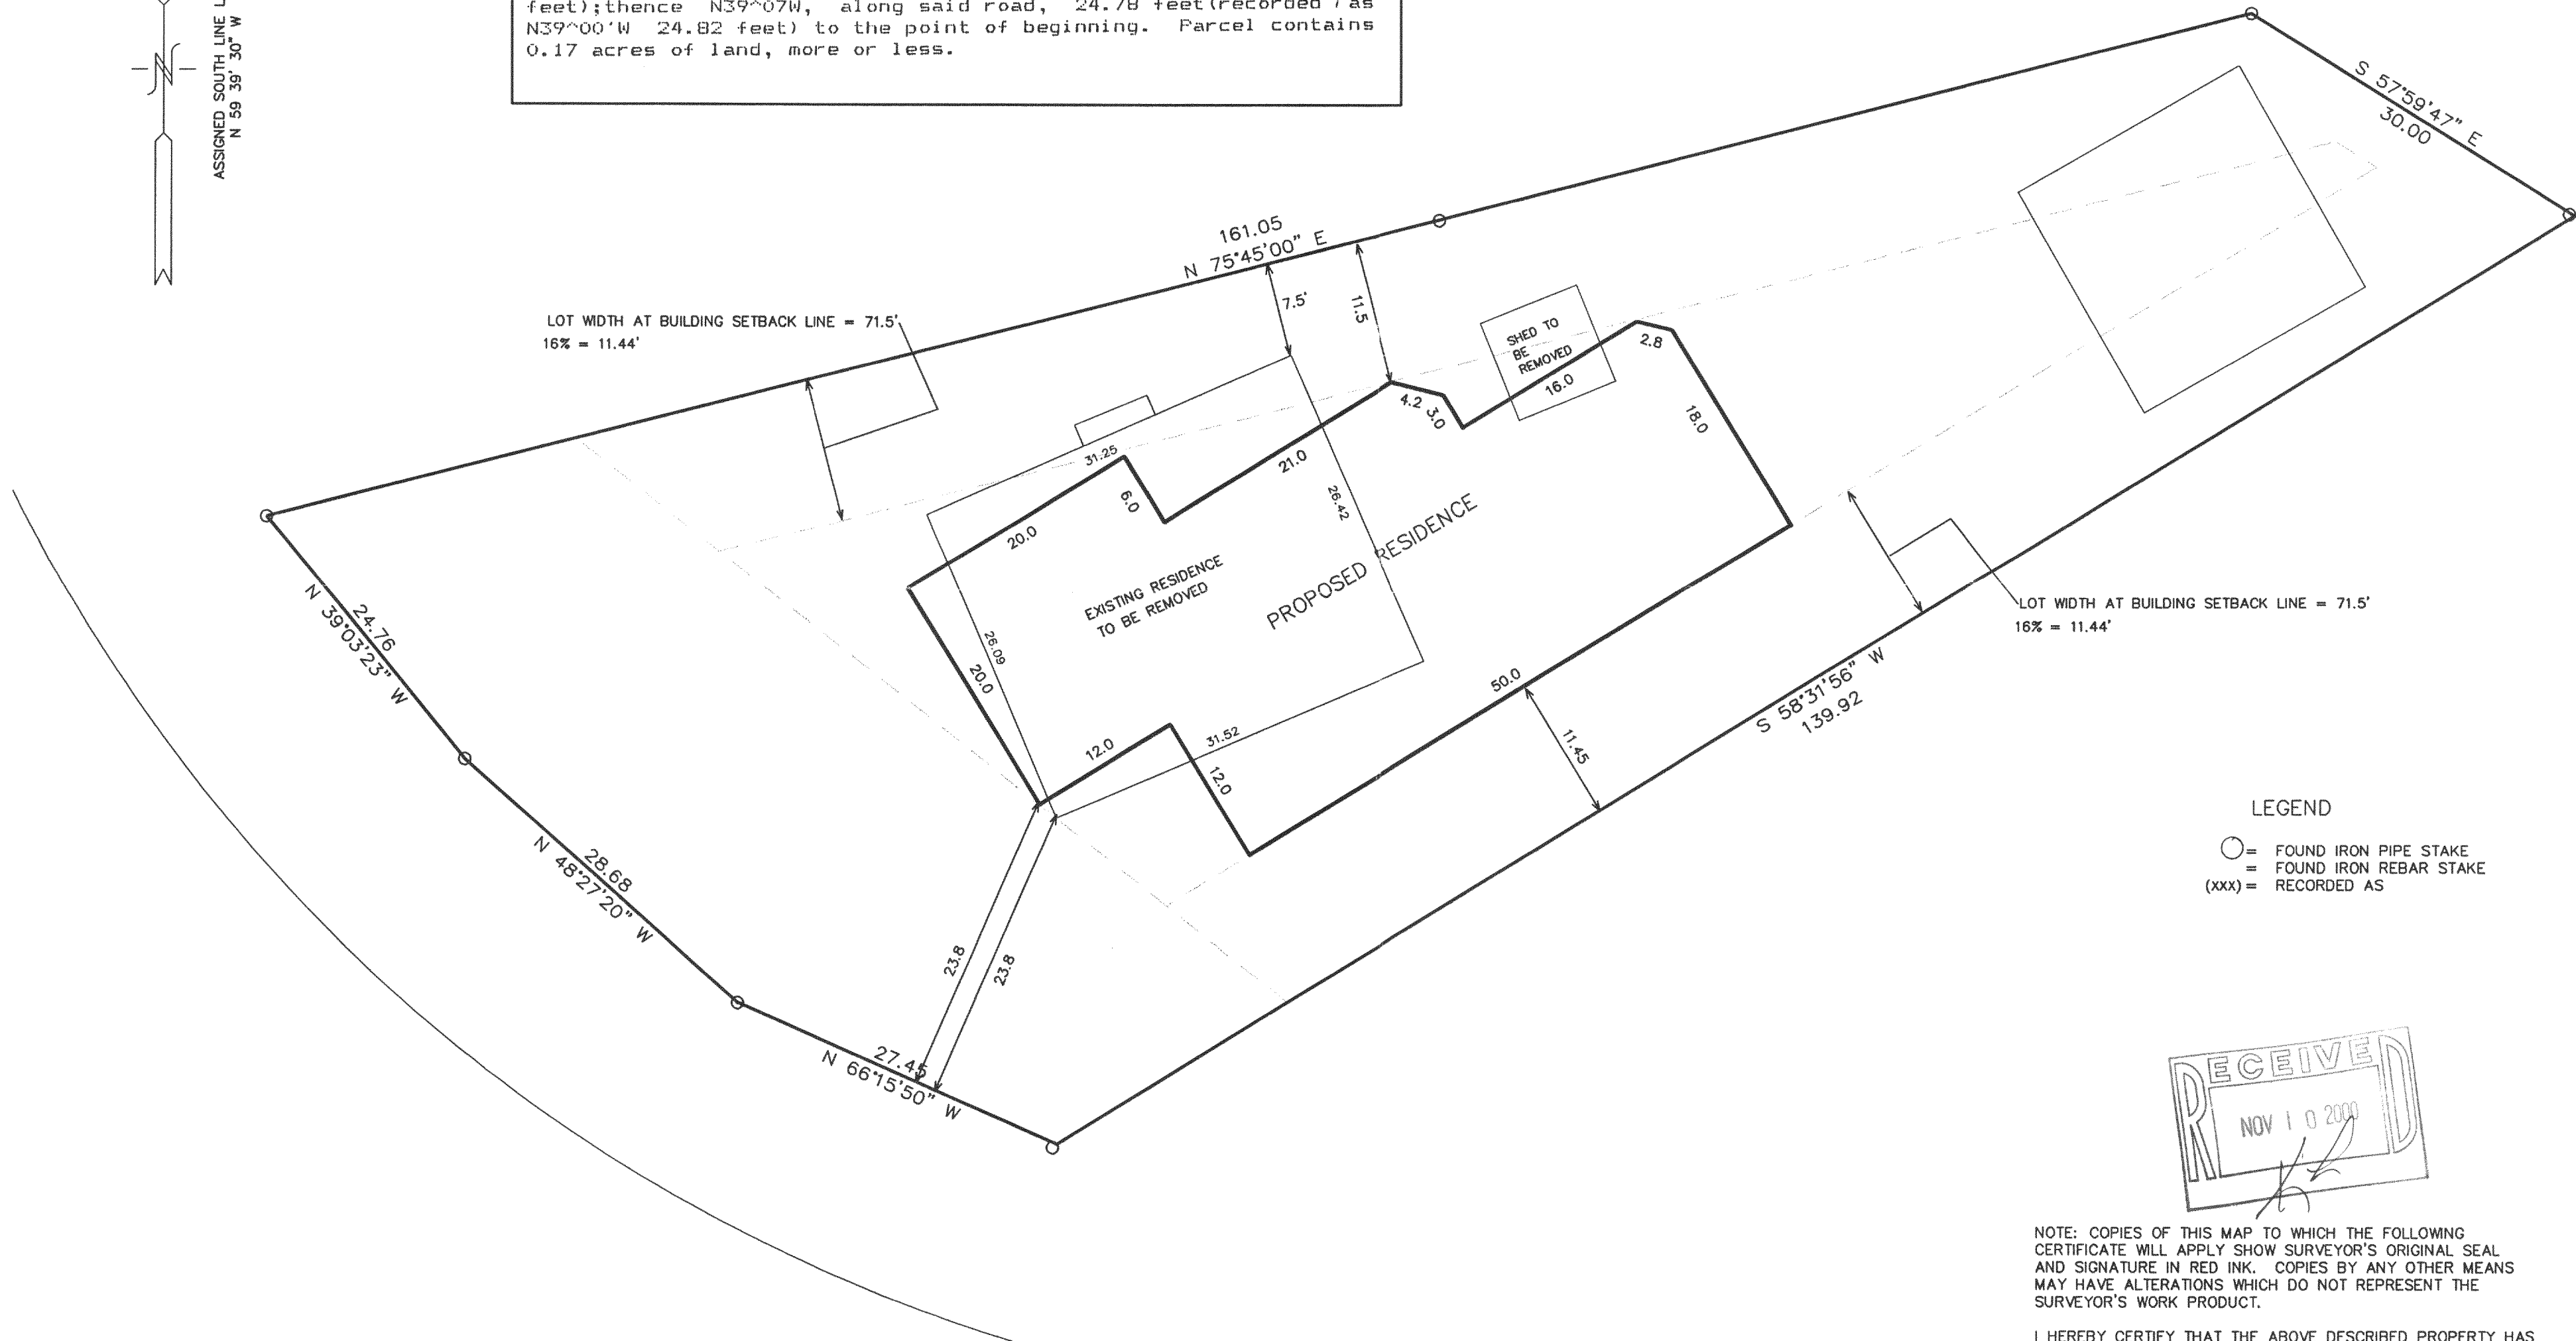 feet);thence N39^07W, along said road, 24.78 feet(recorded as
N39^00'W 24.82 feet) to the point of beginning. Parcel contains
0.17 acres of land, more or less.
N
ASSIGNED SOUTH LINE
N 59 39' 30" W
S 57°59'47" E
30.00
161.05
N 75°45'00" E
7.5'
11.5
LOT WIDTH AT BUILDING SETBACK LINE = 71.5'
16% = 11.44'
SHED TO
BE
REMOVED
2.8
16.0
4.2
3.0
18.0
31.25
21.0
6.0
26.42
20.0
PROPOSED RESIDENCE
EXISTING RESIDENCE
TO BE REMOVED
24.76
N 39°03'23" W
26.09
20.0
LOT WIDTH AT BUILDING SETBACK LINE = 71.5'
16% = 11.44'
50.0
S 58°31'56" W
139.92
11.45
12.0
31.52
12.0
28.68
N 48°27'20" W
23.8
23.8
27.45
N 66°15'50" W
LEGEND
= FOUND IRON PIPE STAKE
= FOUND IRON REBAR STAKE
(XXX) = RECORDED AS
RECEIVED
NOV 10 2000
NOTE: COPIES OF THIS MAP TO WHICH THE FOLLOWING
CERTIFICATE WILL APPLY SHOW SURVEYOR'S ORIGINAL SEAL
AND SIGNATURE IN RED INK. COPIES BY ANY OTHER MEANS
MAY HAVE ALTERATIONS WHICH DO NOT REPRESENT THE
SURVEYOR'S WORK PRODUCT.
I HEREBY CERTIFY THAT THE ABOVE DESCRIBED PROPERTY HAS